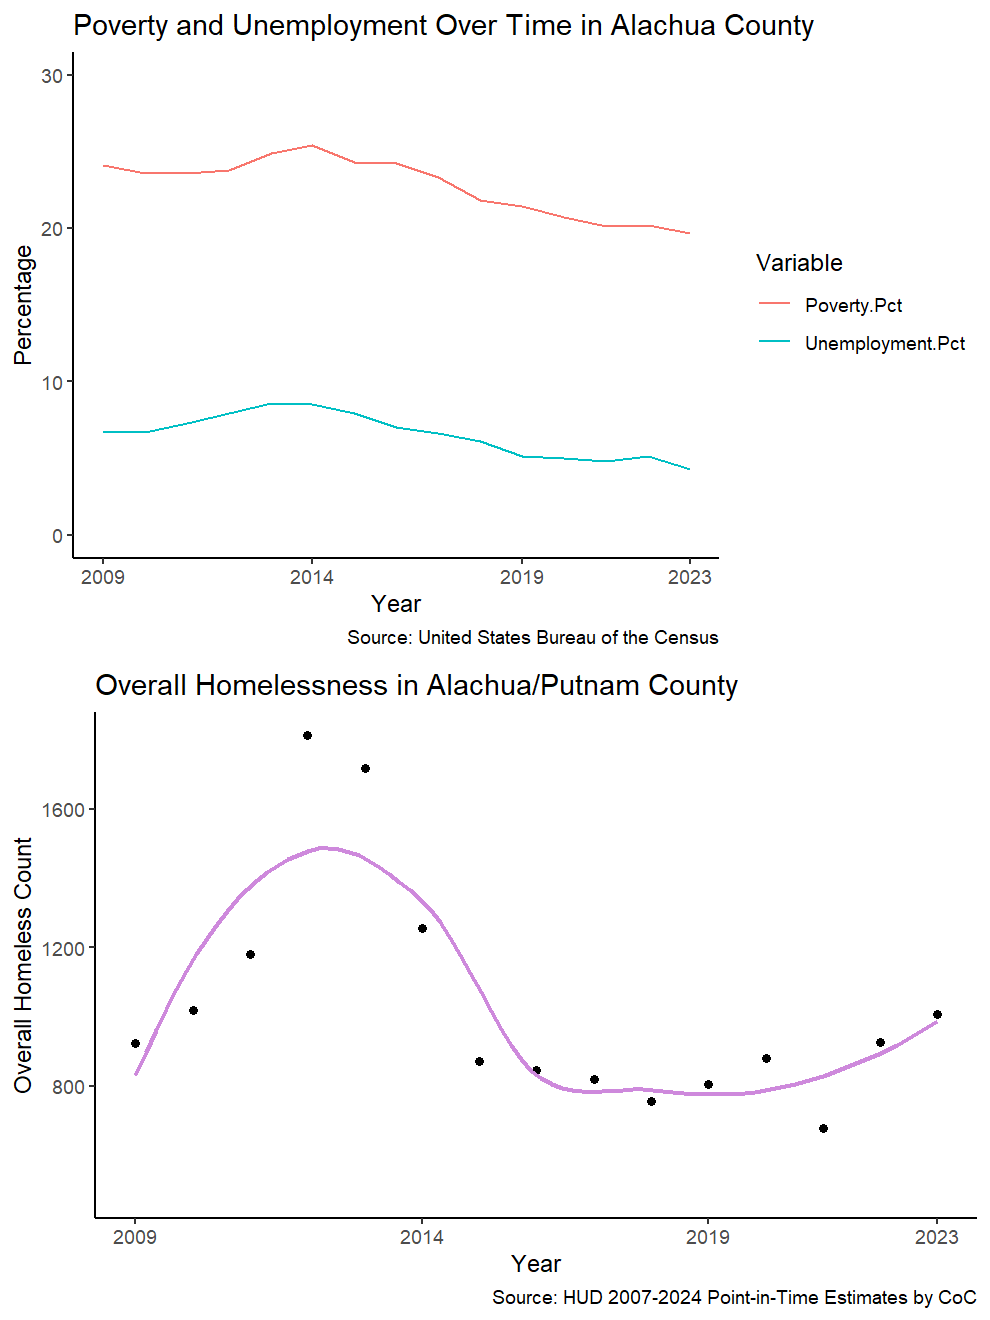 Poverty and Unemployment Over Time in Alachua County
30
20
10
0
Percentage
2009 2014 2019 2023
Year
Variable
Poverty.Pct
Unemployment.Pct
Source: United States Bureau of the Census
Overall Homelessness in Alachua/Putnam County
1600
1200
800
Overall Homeless Count
2009 2014 2019 2023
Year
Source: HUD 2007-2024 Point-in-Time Estimates by CoC